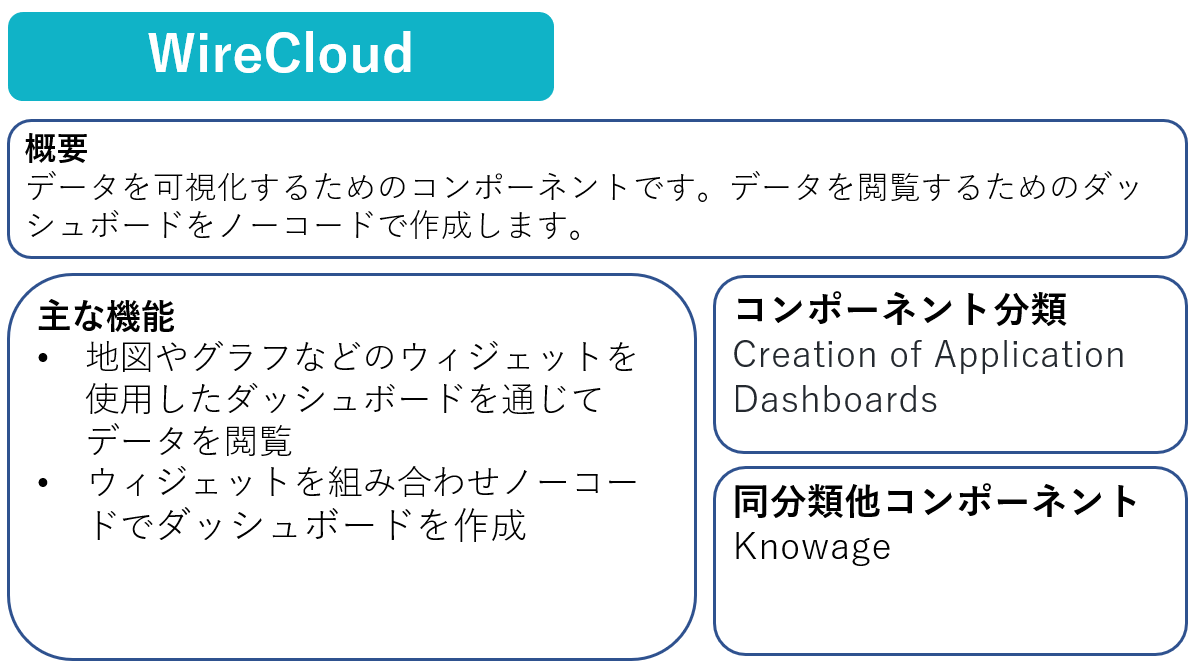 WireCloud
概要
データを可視化するためのコンポーネントです。データを閲覧するためのダッ
シュボードをノーコードで作成します。
主な機能
• 地図やグラフなどのウィジェットを
使用したダッシュボードを通じて
データを閲覧
• ウィジェットを組み合わせノーコー
ドでダッシュボードを作成
コンポーネント分類
Creation of Application
Dashboards
同分類他コンポーネント
Knowage